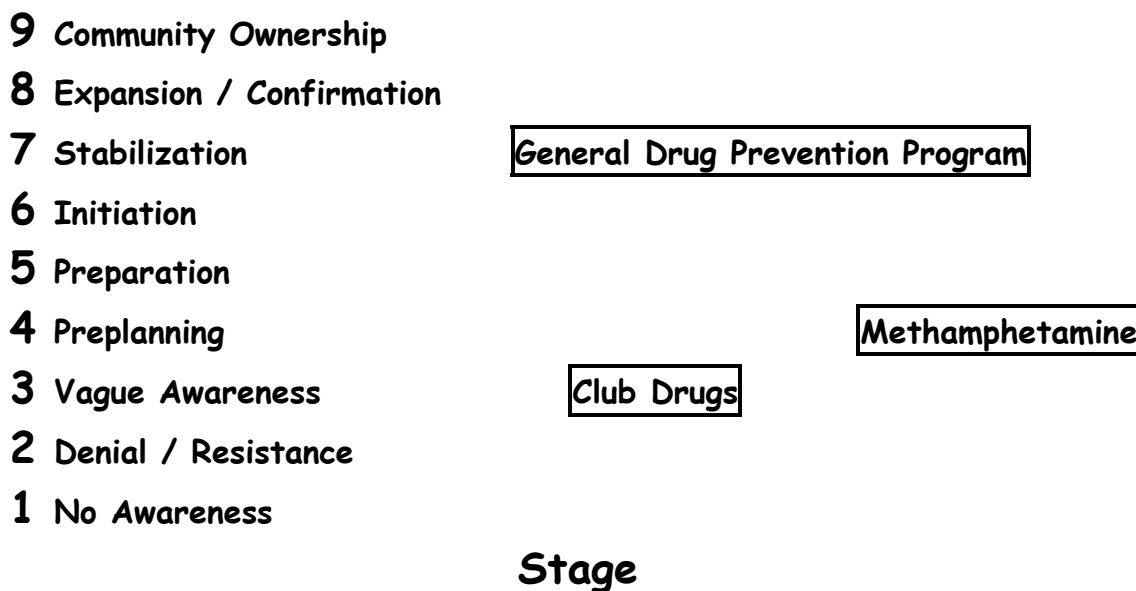 9 Community Ownership
8 Expansion / Confirmation
7 Stabilization General Drug Prevention Program
6 Initiation
5 Preparation
4 Preplanning Methamphetamine
3 Vague Awareness Club Drugs
2 Denial / Resistance
1 No Awareness
Stage